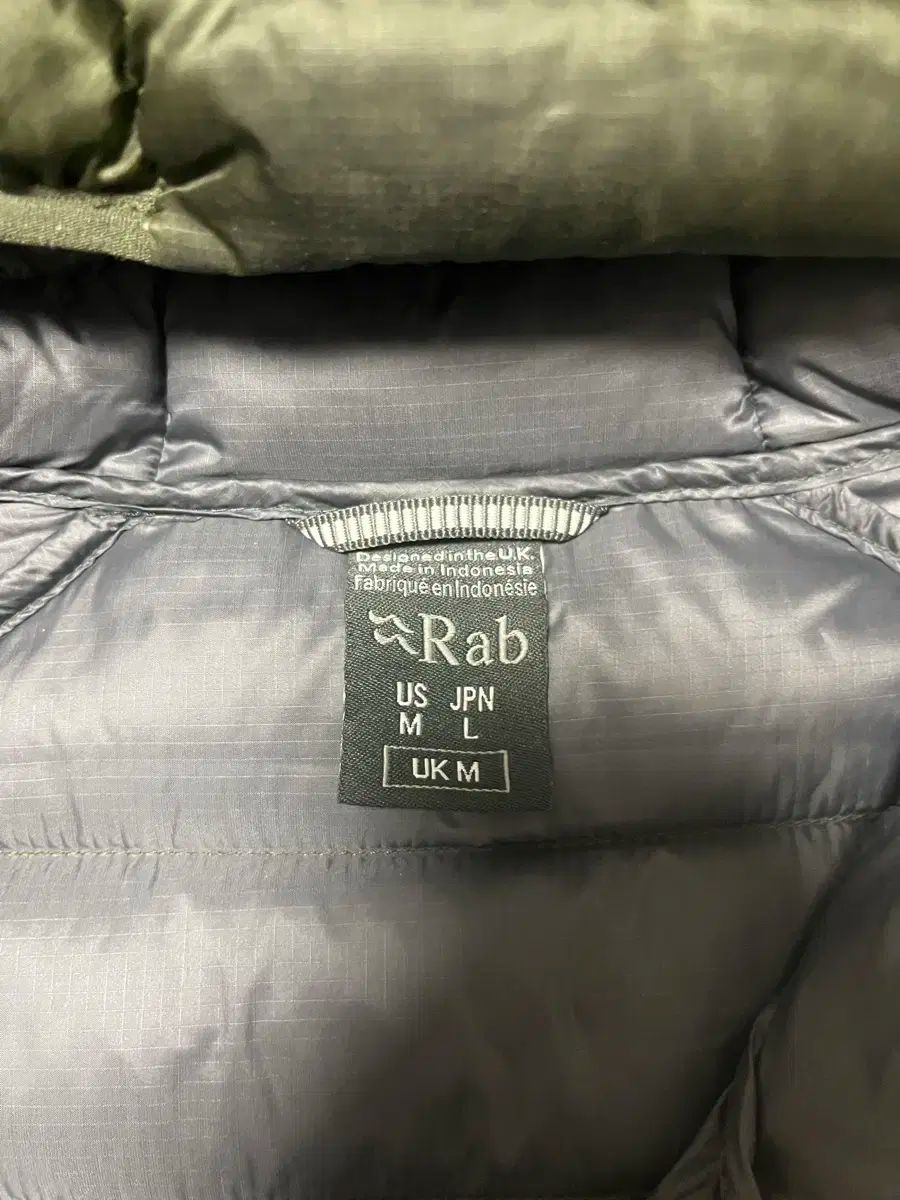 Designed in the U.K.
Made in Indonesia
Fabriqué en Indonésie
Rab
US JPN
M L
UK M